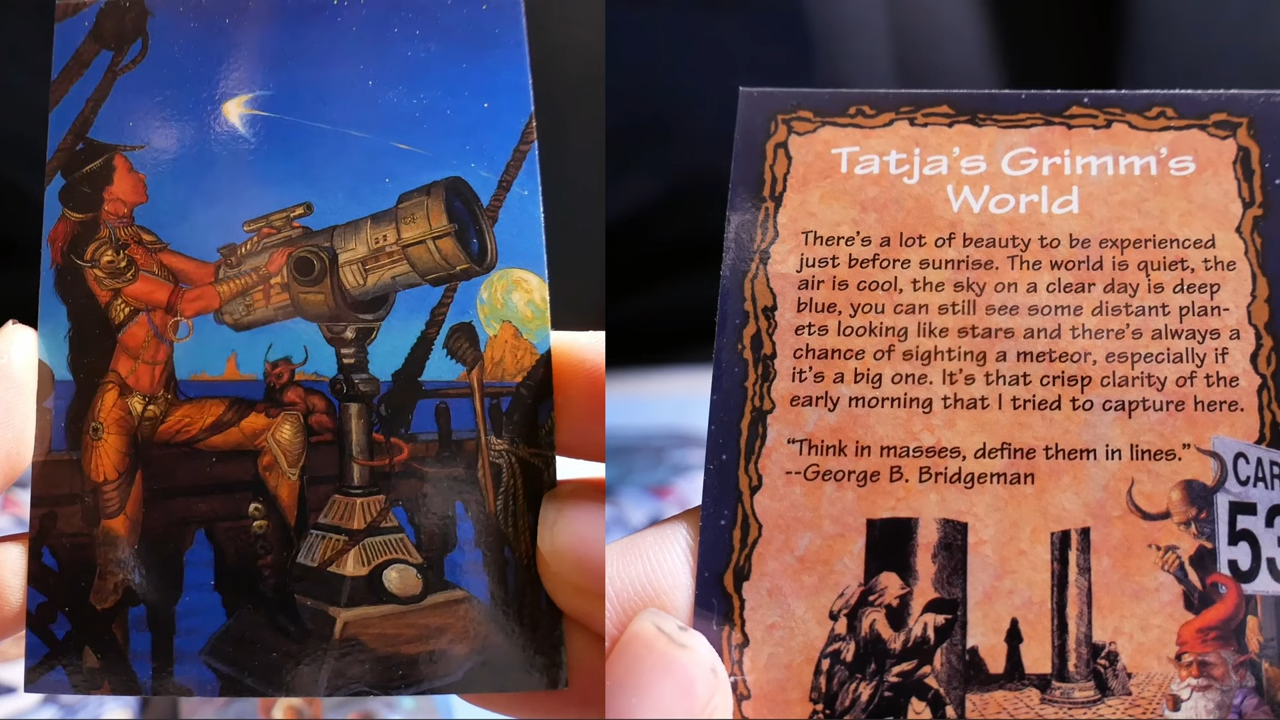 Tatja's Grimm's
World
There's a lot of beauty to be experienced
just before sunrise. The world is quiet, the
air is cool, the sky on a clear day is deep
blue, you can still see some distant plan-
ets looking like stars and there's always a
chance of sighting a meteor, especially if
it's a big one. It's that crisp clarity of the
early morning that I tried to capture here.
“Think in masses, define them in lines.”
--George B. Bridgeman
CAR
53